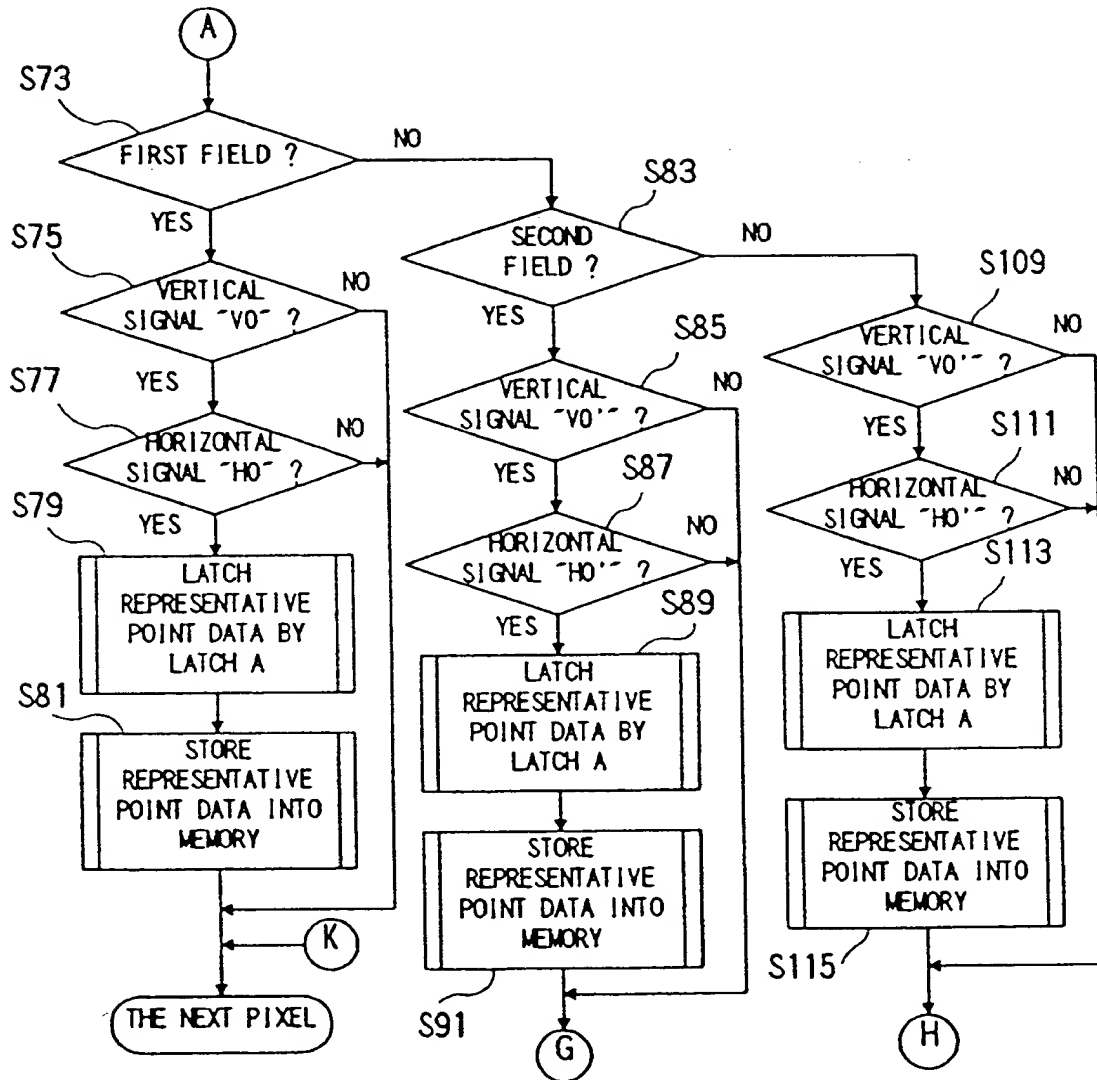 A
S73
FIRST FIELD ?
NO
YES
S83
SECOND
FIELD ?
NO
YES
S75
VERTICAL
SIGNAL "V0" ?
NO
YES
S109
VERTICAL
SIGNAL "V0'" ?
NO
YES
S85
VERTICAL
SIGNAL "V0'" ?
NO
YES
S77
HORIZONTAL
SIGNAL "H0" ?
NO
YES
S111
HORIZONTAL
SIGNAL "H0'" ?
NO
YES
S87
HORIZONTAL
SIGNAL "H0'" ?
NO
YES
S79
LATCH
REPRESENTATIVE
POINT DATA BY
LATCH A
S89
LATCH
REPRESENTATIVE
POINT DATA BY
LATCH A
S113
LATCH
REPRESENTATIVE
POINT DATA BY
LATCH A
S81
STORE
REPRESENTATIVE
POINT DATA INTO
MEMORY
STORE
REPRESENTATIVE
POINT DATA INTO
MEMORY
S91
STORE
REPRESENTATIVE
POINT DATA INTO
MEMORY
S115
K
THE NEXT PIXEL
G
H